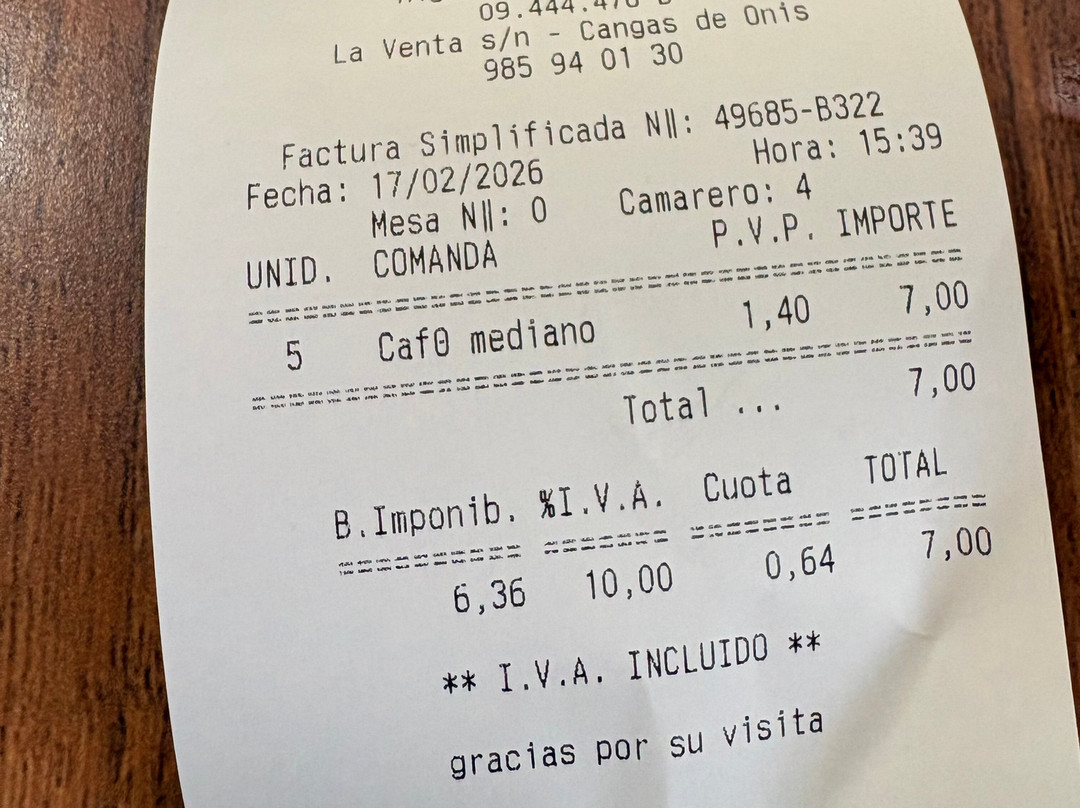 La Venta s/n - Cangas de Onis
985 94 01 30
Factura Simplificada N‖: 49685-B322
Fecha: 17/02/2026 Hora: 15:39
Mesa N‖: 0 Camarero: 4
UNID. COMANDA P.V.P. IMPORTE
5 Caf0 mediano 1,40 7,00
Total ... 7,00
B.Imponib. %I.V.A. Cuota TOTAL
6,36 10,00 0,64 7,00
** I.V.A. INCLUIDO **
gracias por su visita